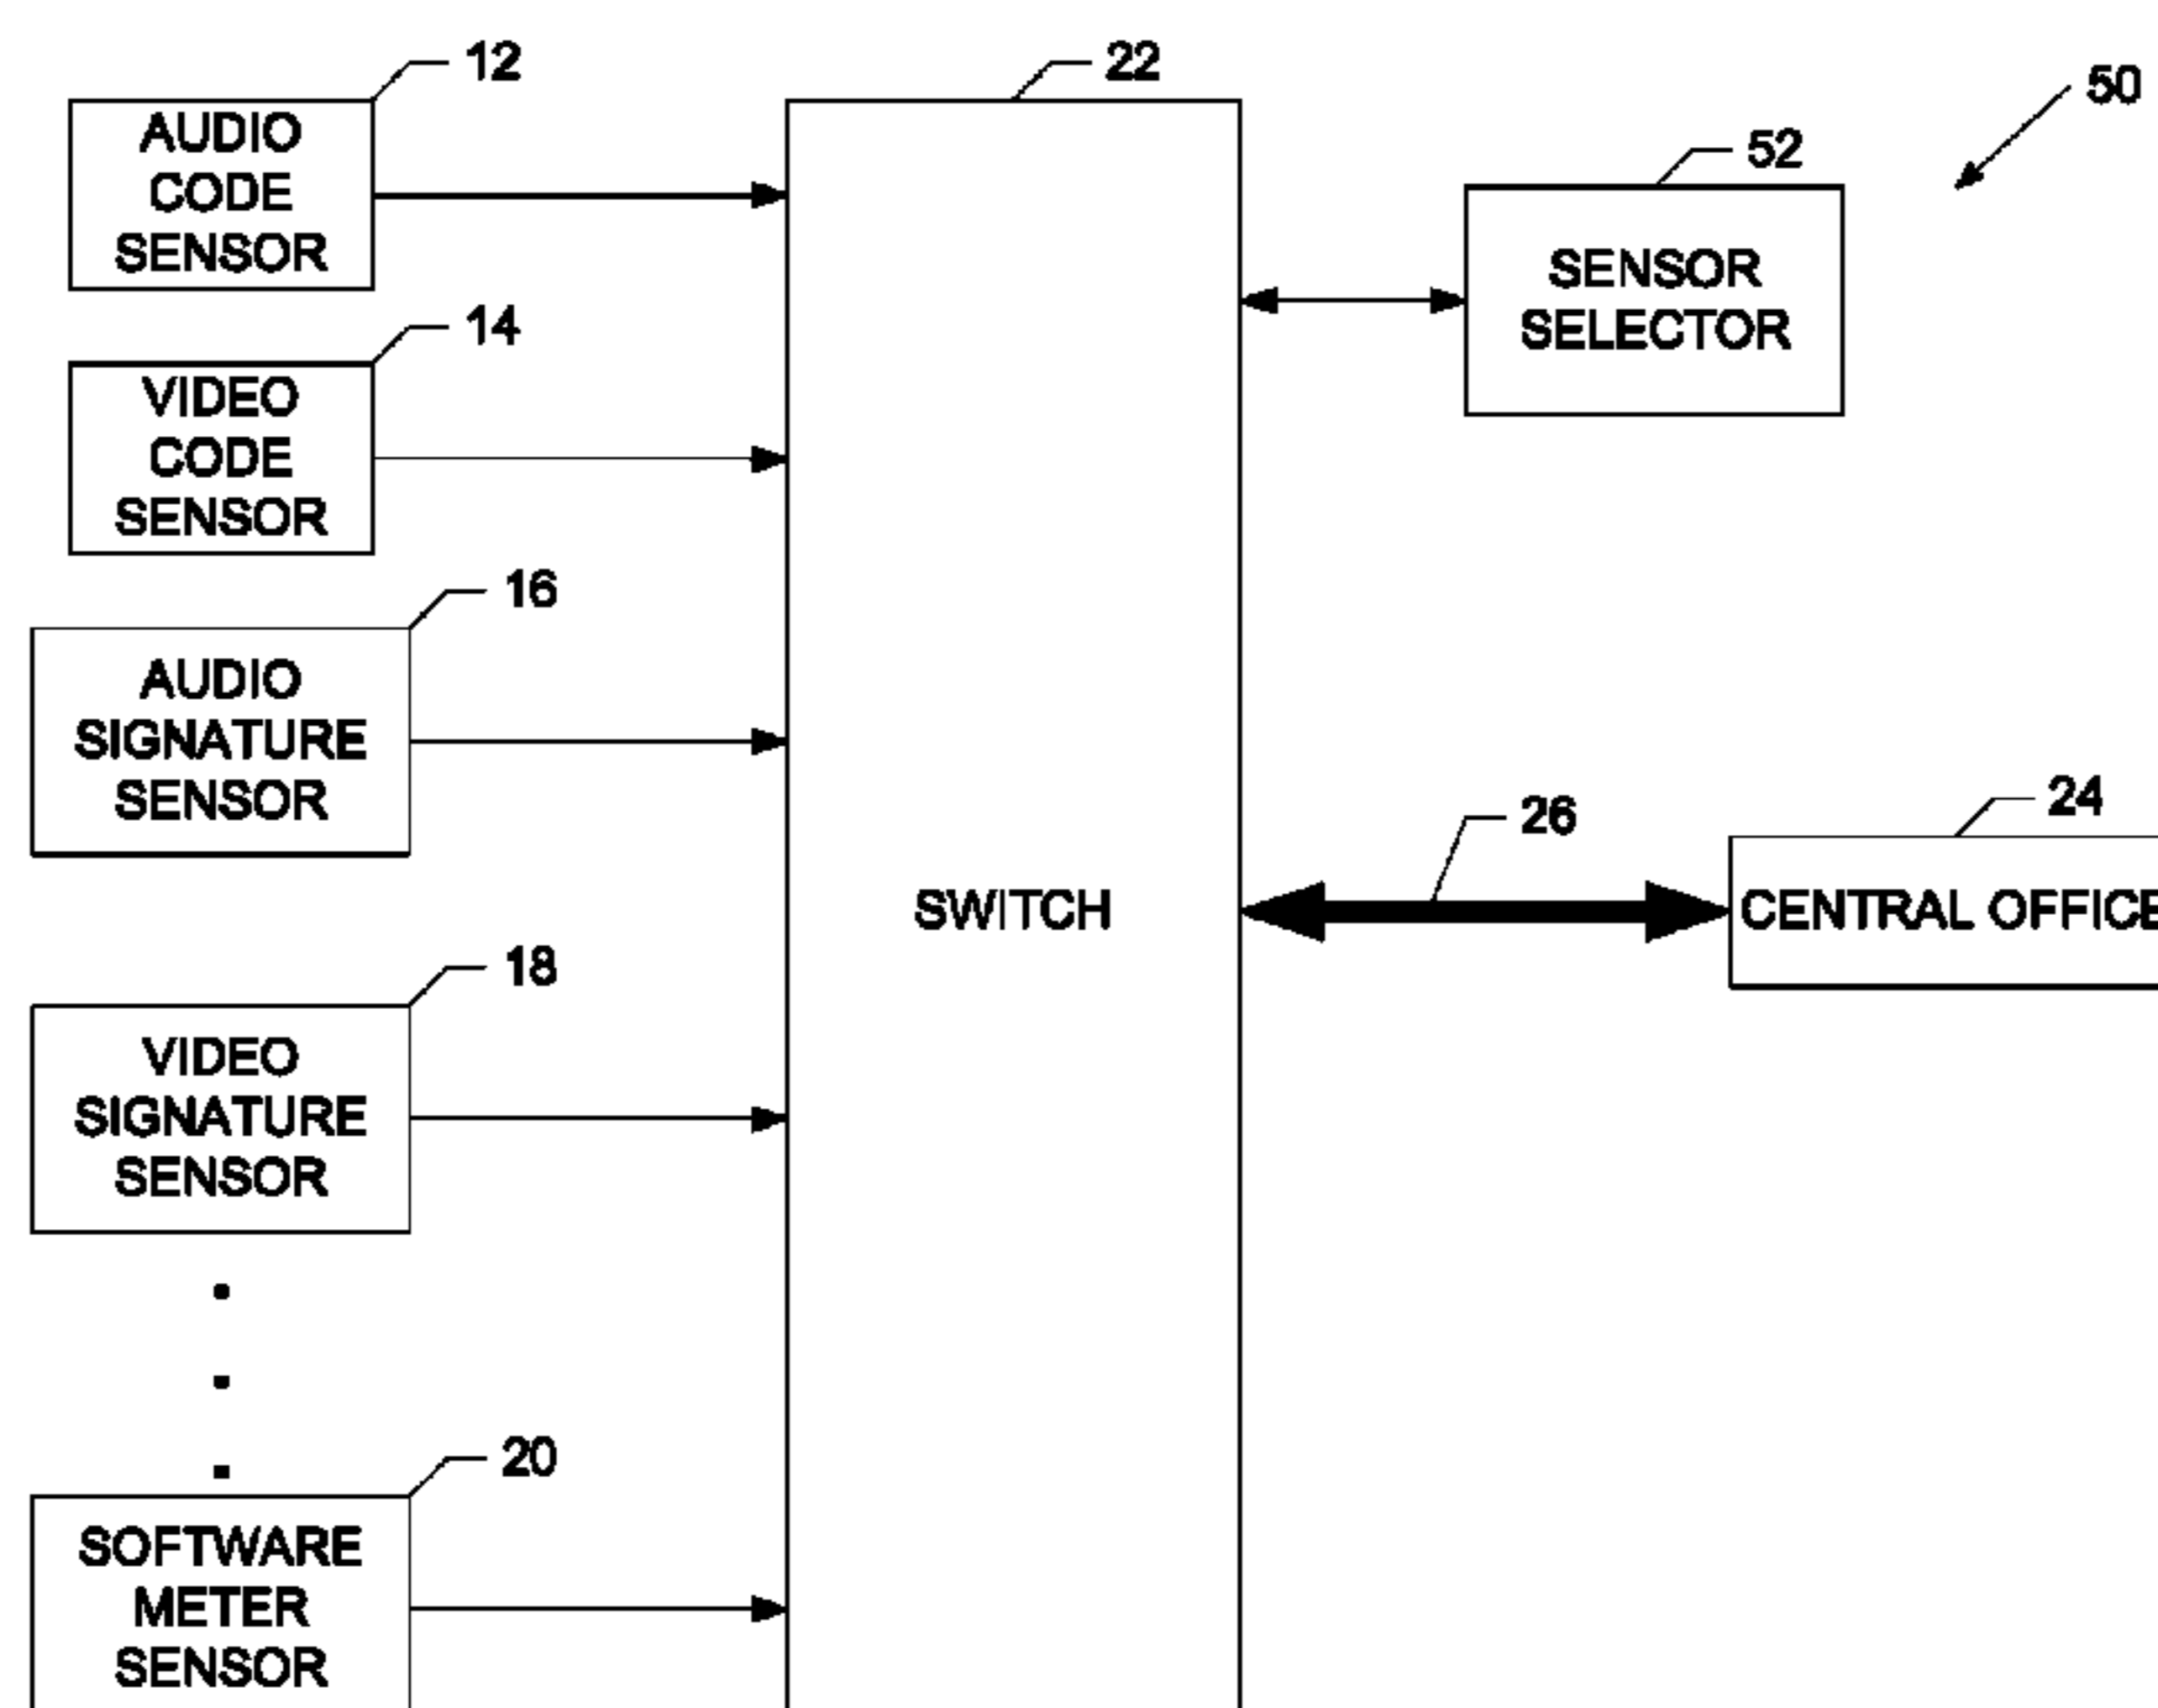 12
AUDIO
CODE
SENSOR
22
50
52
SENSOR
SELECTOR
14
VIDEO
CODE
SENSOR
16
AUDIO
SIGNATURE
SENSOR
26
24
SWITCH
CENTRAL OFFICE
18
VIDEO
SIGNATURE
SENSOR
20
SOFTWARE
METER
SENSOR